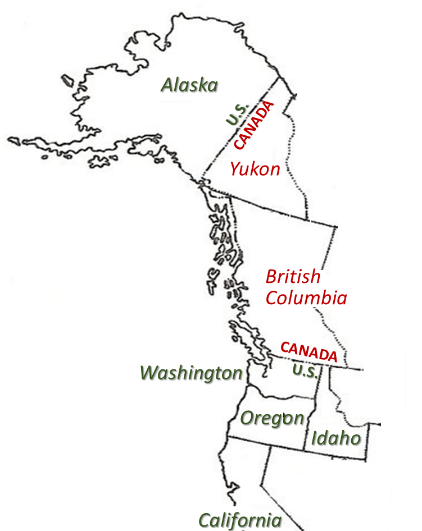 Alaska
U.S.
CANADA
Yukon
British
Columbia
CANADA
U.S.
Washington
Oregon
Idaho
California